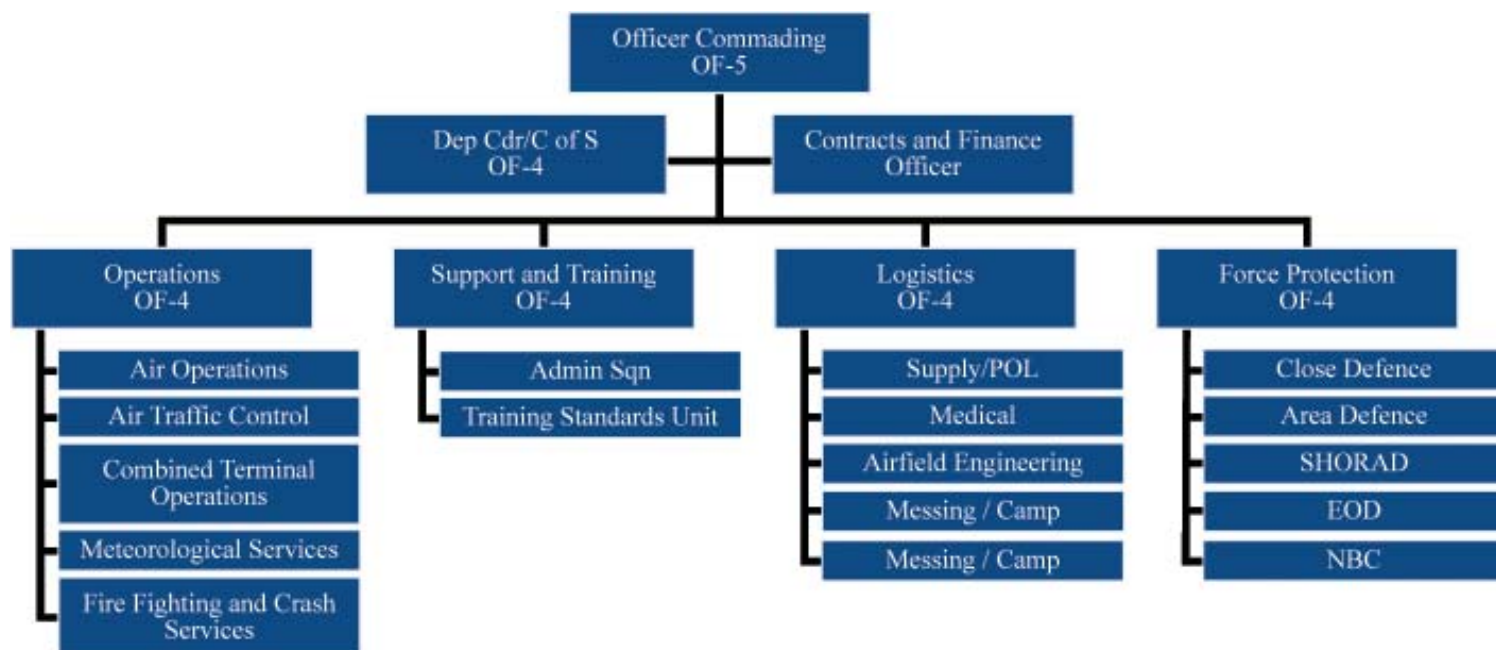 Officer Commading
OF-5
Dep Cdr/C of S
OF-4
Contracts and Finance
Officer
Operations
OF-4
Air Operations
Air Traffic Control
Combined Terminal
Operations
Meteorological Services
Fire Fighting and Crash
Services
Support and Training
OF-4
Admin Sqn
Training Standards Unit
Logistics
OF-4
Supply/POL
Medical
Airfield Engineering
Messing / Camp
Messing / Camp
Force Protection
OF-4
Close Defence
Area Defence
SHORAD
EOD
NBC